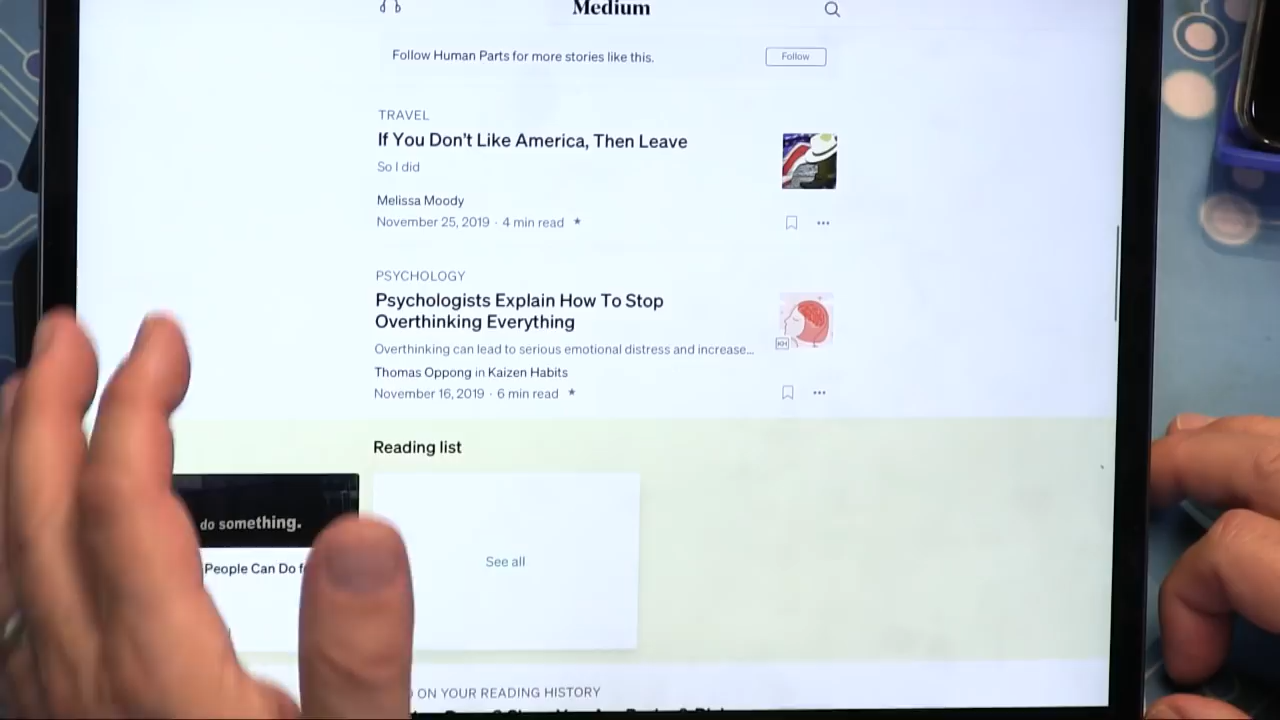 Medium
Follow Human Parts for more stories like this.
Follow
TRAVEL
If You Don't Like America, Then Leave
So I did
Melissa Moody
November 25, 2019 · 4 min read ★
PSYCHOLOGY
Psychologists Explain How To Stop
Overthinking Everything
Overthinking can lead to serious emotional distress and increase...
Thomas Oppong in Kaizen Habits
November 16, 2019 · 6 min read ★
Reading list
do something.
People Can Do
See all
ON YOUR READING HISTORY